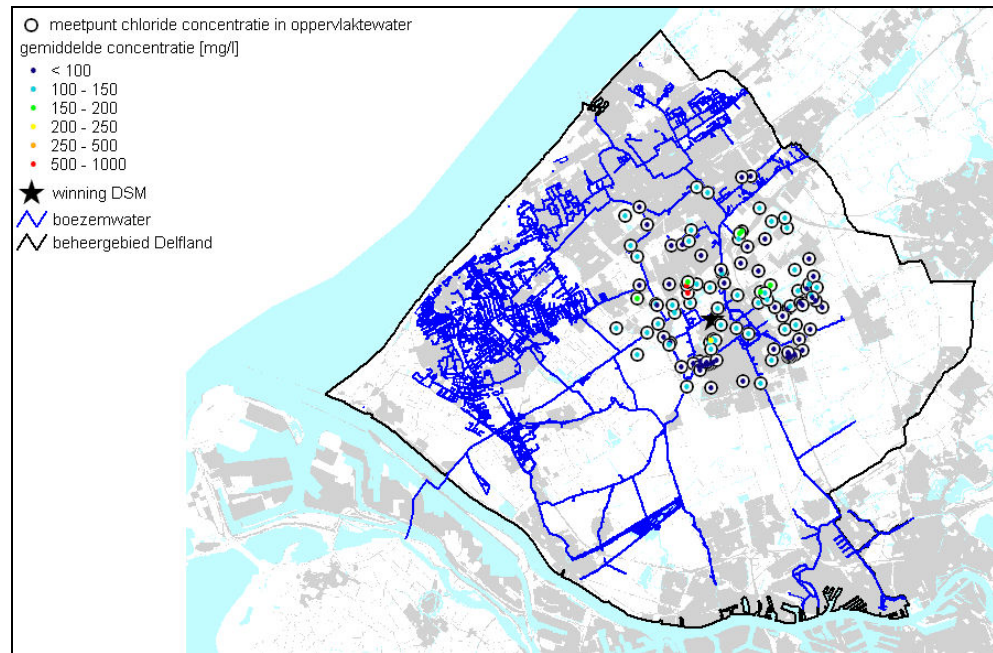 meetpunt chloride concentratie in oppervlaktewater
gemiddelde concentratie [mg/l]
< 100
100 - 150
150 - 200
200 - 250
250 - 500
500 - 1000
winning DSM
boezemwater
beheergebied Delfland